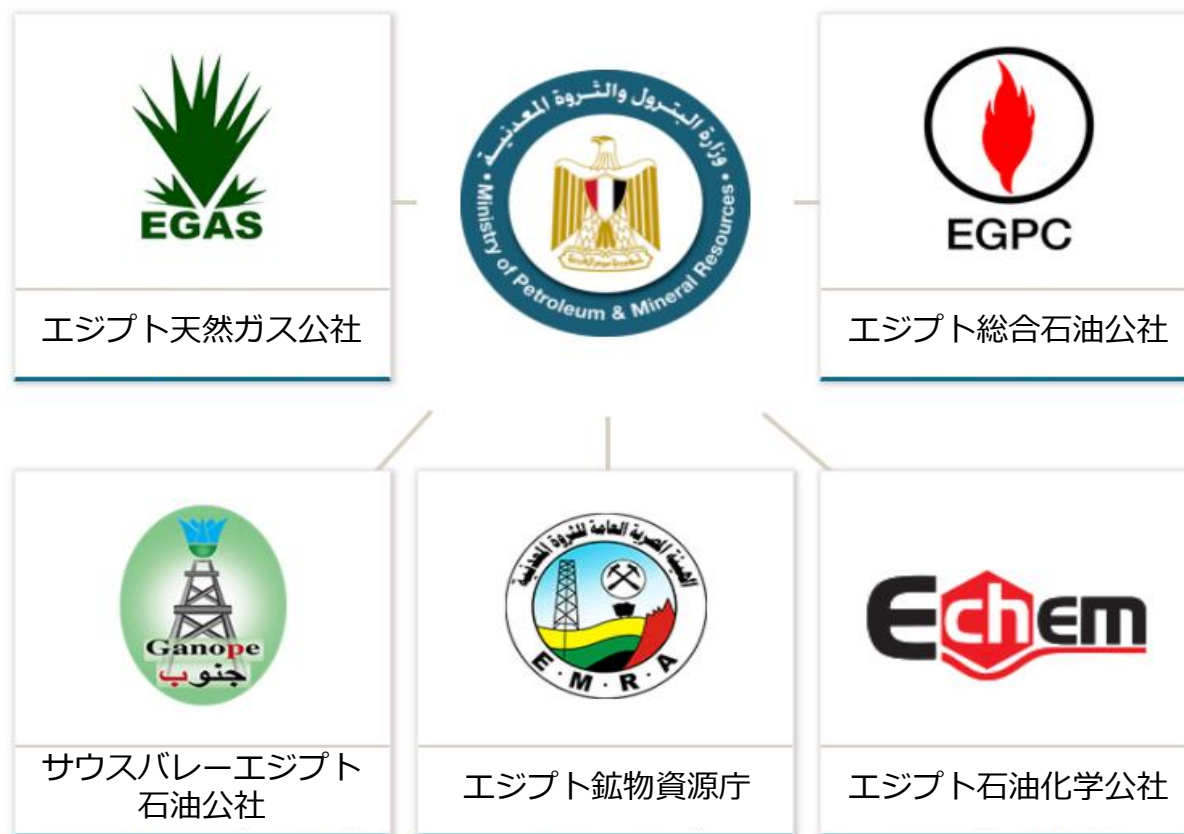 EGAS
エジプト天然ガス公社
وزارة البترول والثروة المعدنية
Ministry of Petroleum & Mineral Resources
EGPC
エジプト総合石油公社
Ganope
جنوب
サウスバレーエジプト
石油公社
الهيئة المصرية العامة للثروة المعدنية
E.M.R.A
エジプト鉱物資源庁
Echem
エジプト石油化学公社